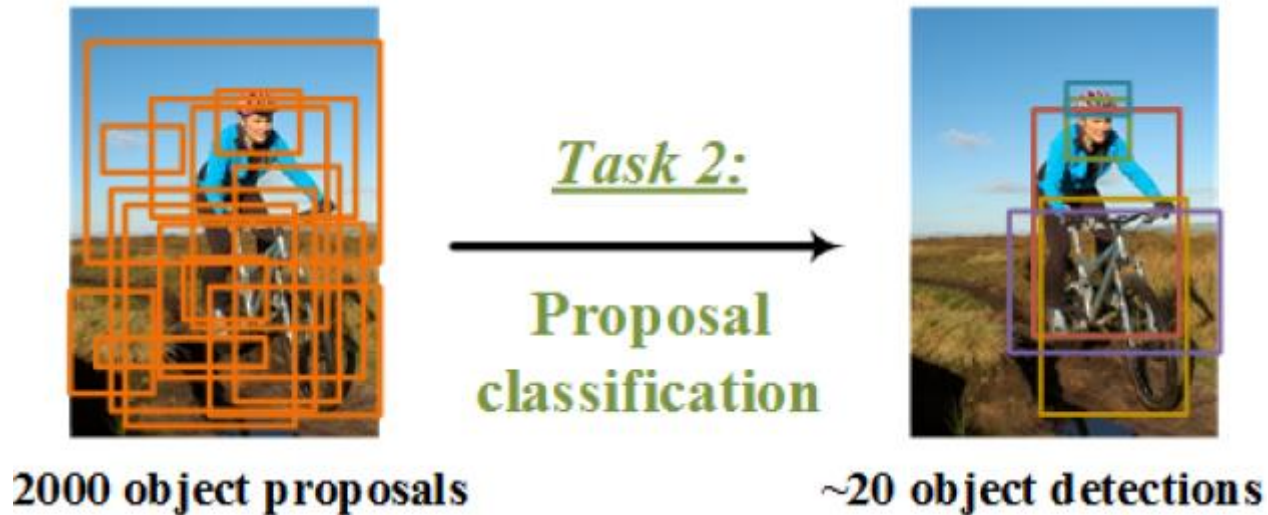 Task 2:
Proposal
classification
2000 object proposals
~20 object detections